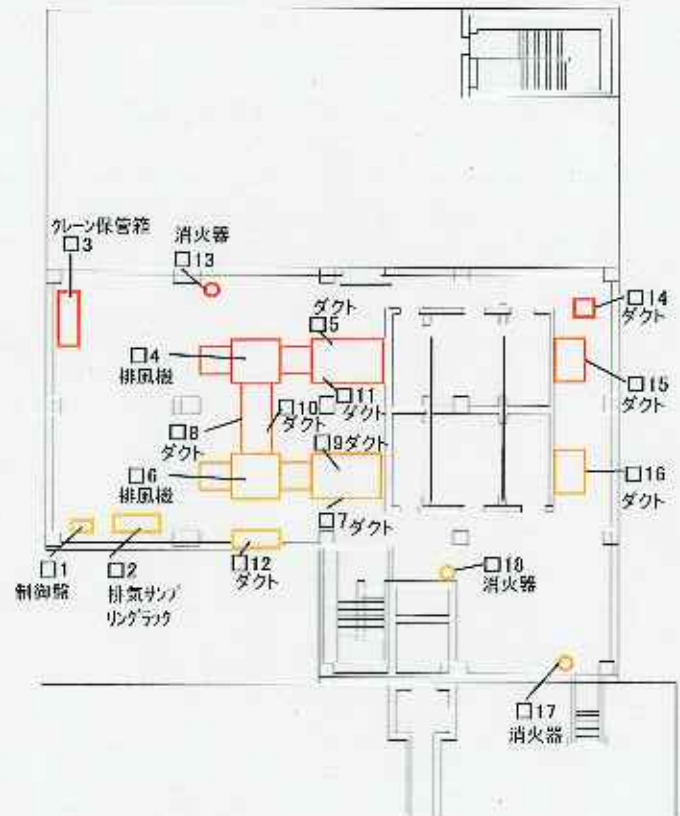 クレーン保管箱
□3
消火器
□13
ダクト
□5
□14
ダクト
□4
排風機
□11
ダクト
□15
ダクト
□10
ダクト
□8
ダクト
□9ダクト
□6
排風機
□16
ダクト
□7ダクト
□1
制御盤
□2
排気サンプ
リングラック
□12
ダクト
□18
消火器
□17
消火器